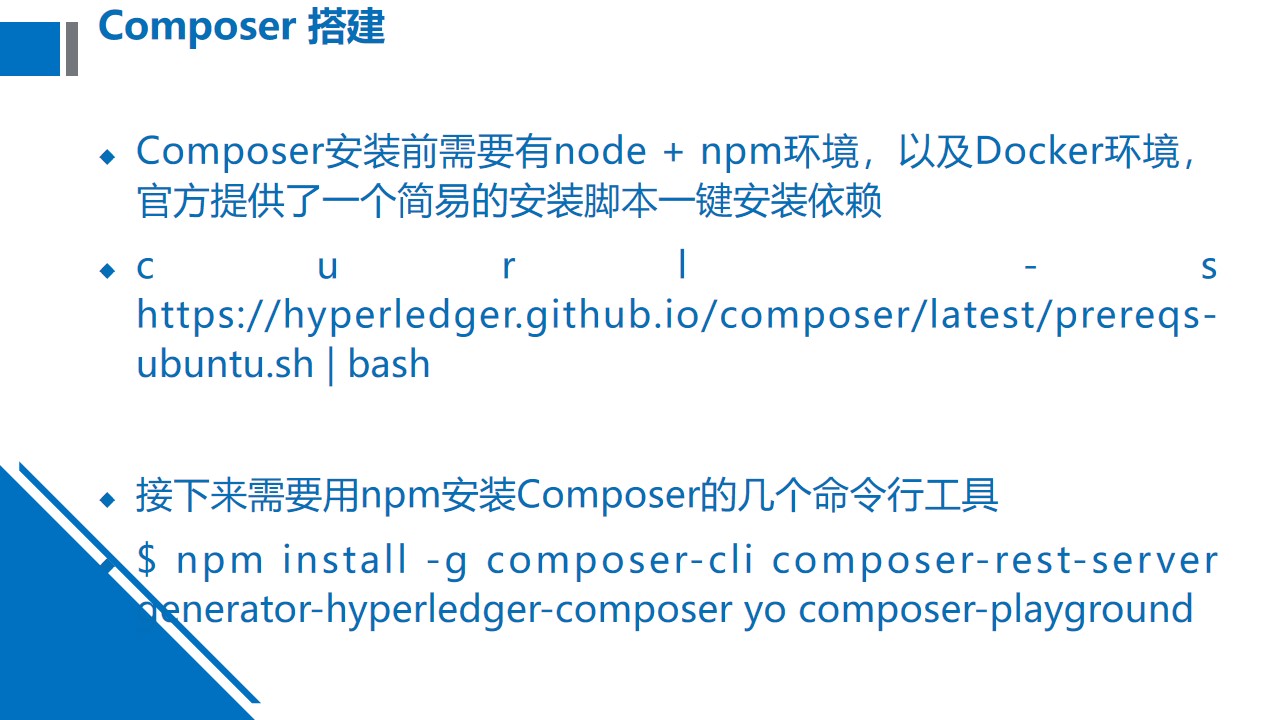 Composer 搭建
Composer安装前需要有node + npm环境，以及Docker环境，
官方提供了一个简易的安装脚本一键安装依赖
curl -s
https://hyperledger.github.io/composer/latest/prereqs-
ubuntu.sh | bash
接下来需要用npm安装Composer的几个命令行工具
$ npm install -g composer-cli composer-rest-server
generator-hyperledger-composer yo composer-playground